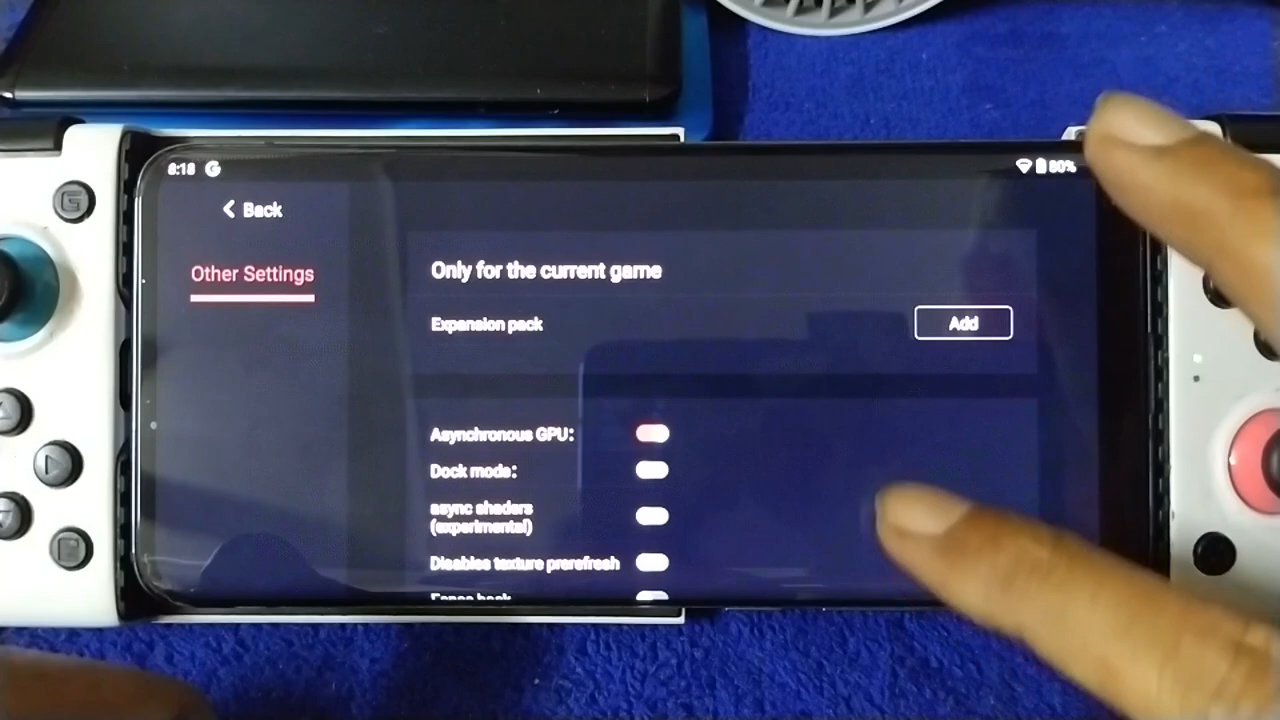 8:18 G
80%
Back
Other Settings
Only for the current game
Expansion pack
Add
Asynchronous GPU:
Dock mode:
async shaders
(experimental)
Disables texture prerefresh